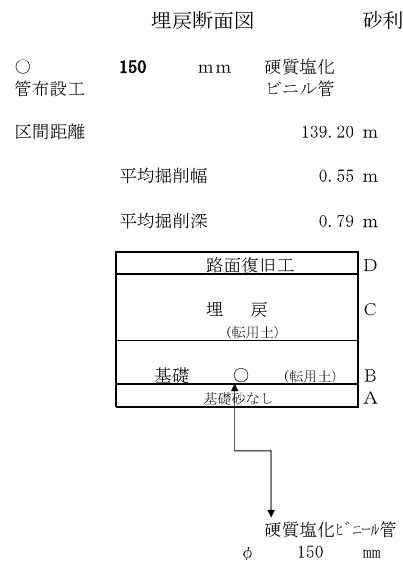 埋戻断面図 砂利
○ 150 mm 硬質塩化
管布設工 ビニル管
区間距離 139.20 m
平均掘削幅 0.55 m
平均掘削深 0.79 m
路面復旧工 D
埋 戻 C
(転用土)
基礎 ○ (転用土) B
基礎砂なし A
硬質塩化ﾋﾞﾆｰﾙ管
φ 150 ㎜